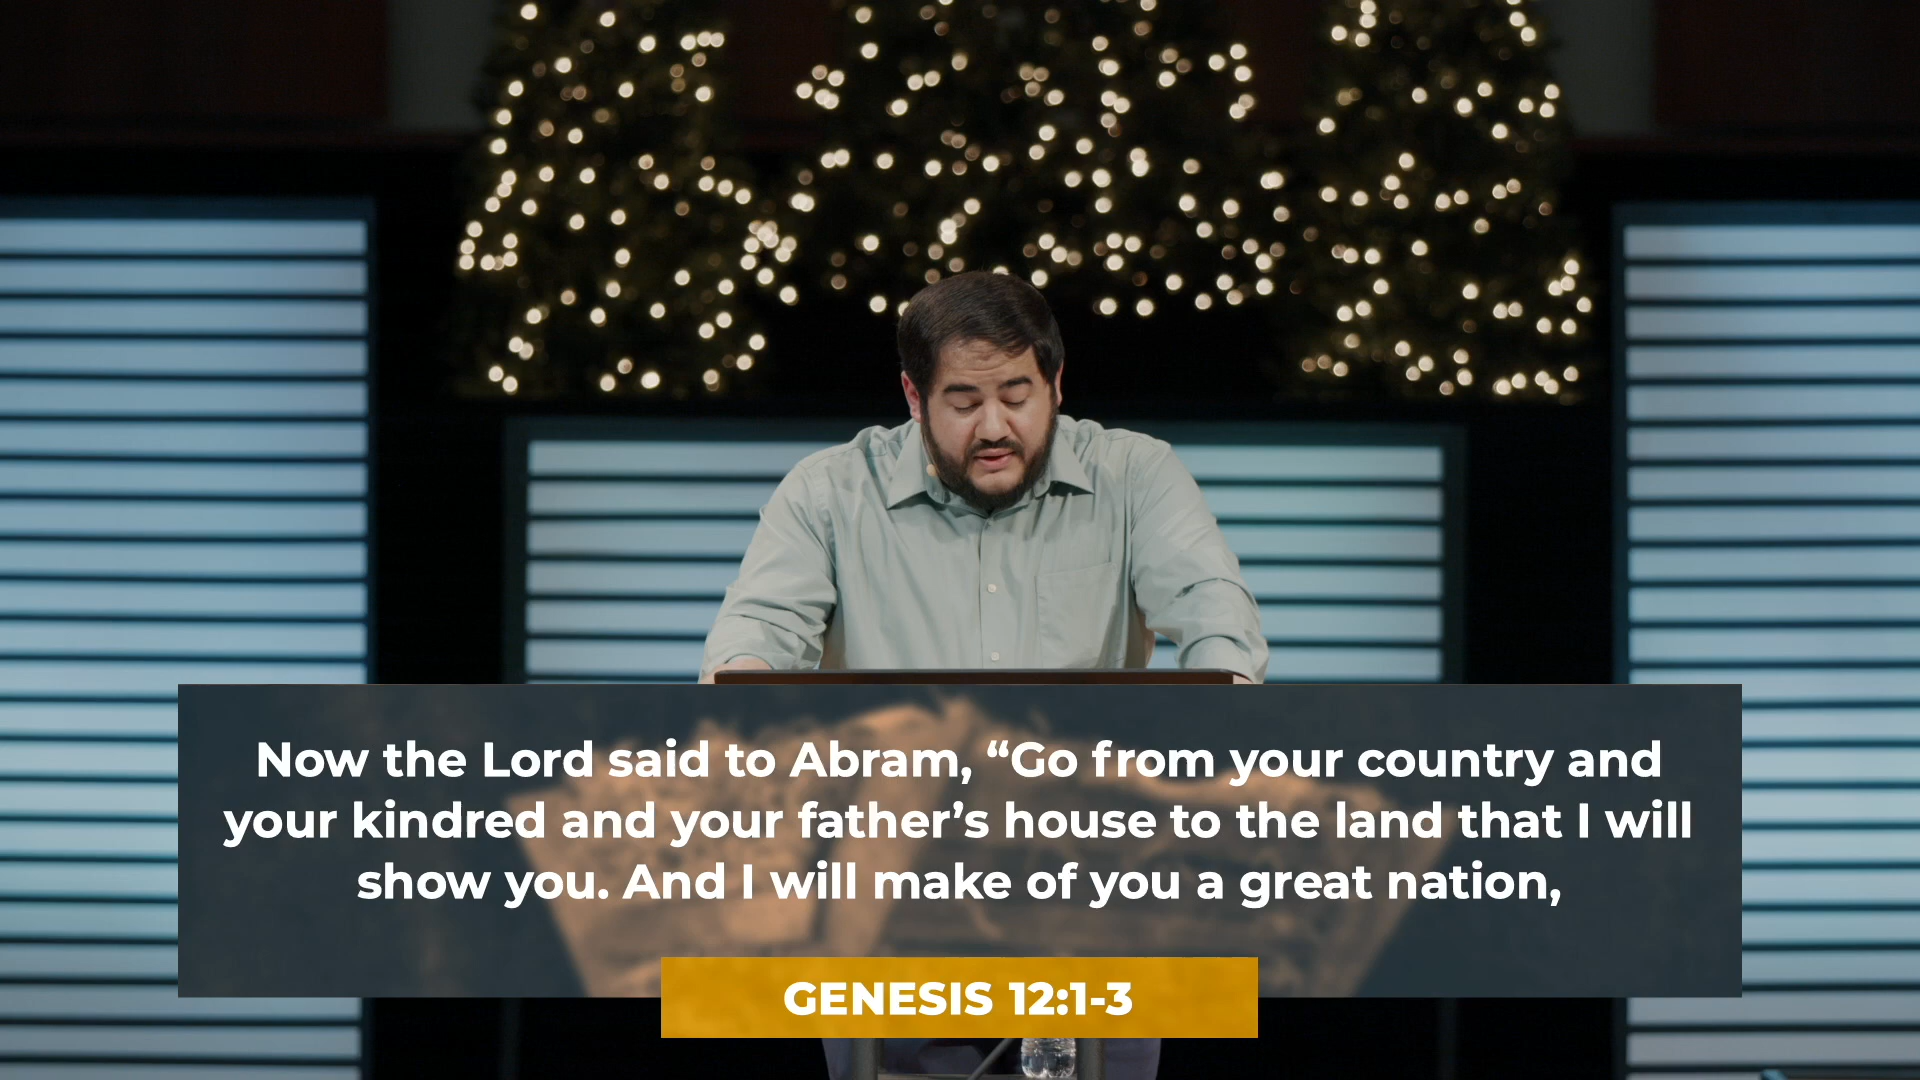 Now the Lord said to Abram, “Go from your country and
your kindred and your father’s house to the land that I will
show you. And I will make of you a great nation,
GENESIS 12:1-3